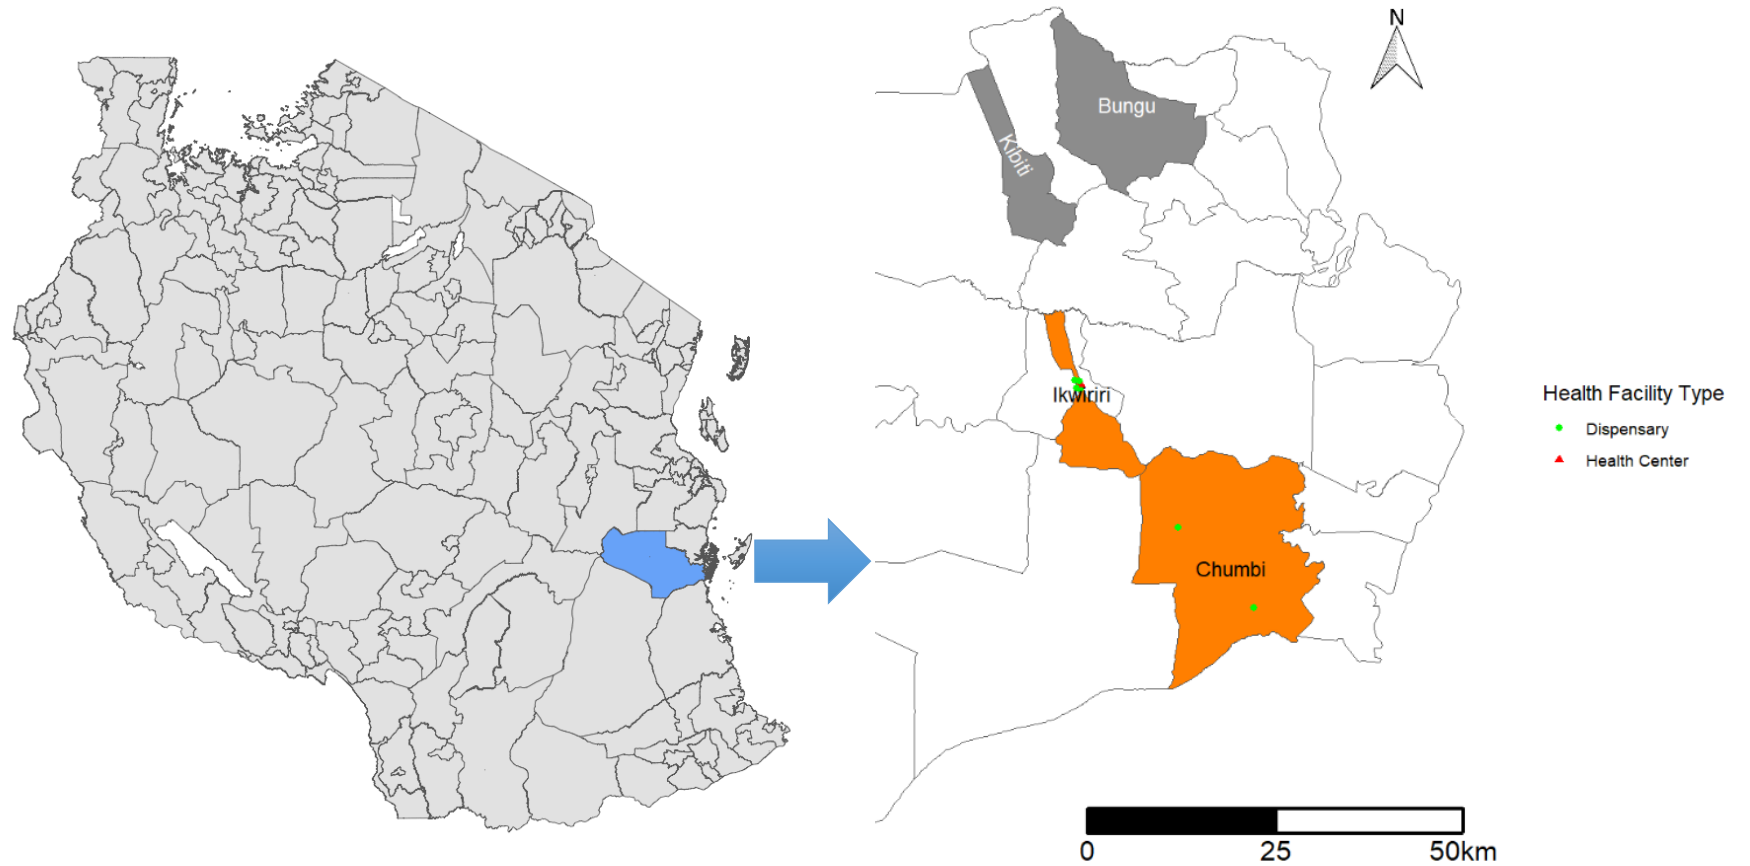 N
Bungu
Kibiti
Ikwiriri
Health Facility Type
Dispensary
Health Center
Chumbi
0 25 50km